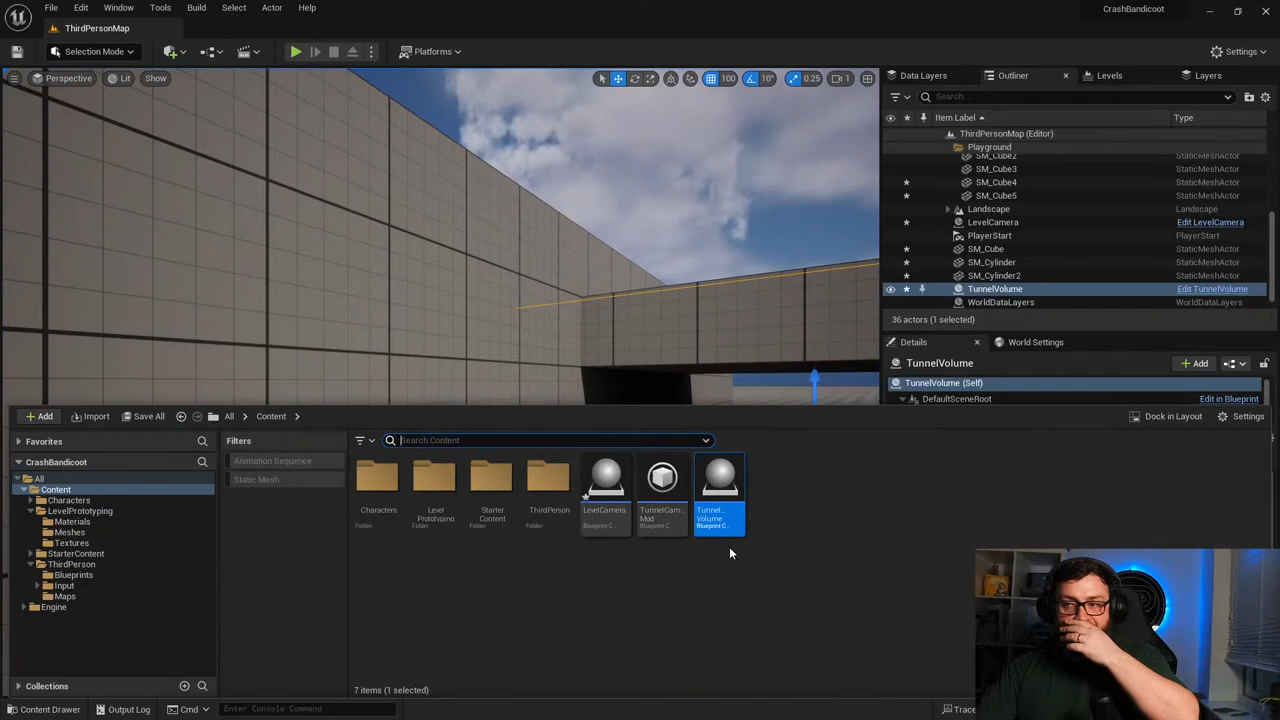 File Edit Window Tools Build Select Actor Help
CrashBandicoot
ThirdPersonMap
Selection Mode
Platforms
Settings
Perspective Lit Show
100 10° 0.25 1
Data Layers Outliner Levels Layers
Search...
Item Label Type
ThirdPersonMap (Editor)
Playground
SM_Cube2 StaticMeshActor
SM_Cube3 StaticMeshActor
SM_Cube4 StaticMeshActor
SM_Cube5 StaticMeshActor
Landscape Landscape
LevelCamera Edit LevelCamera
PlayerStart PlayerStart
SM_Cube StaticMeshActor
SM_Cylinder StaticMeshActor
SM_Cylinder2 StaticMeshActor
TunnelVolume Edit TunnelVolume
WorldDataLayers WorldDataLayers
36 actors (1 selected)
Details World Settings
TunnelVolume
Add
TunnelVolume (Self)
DefaultSceneRoot Edit in Blueprint
Add Import Save All All Content
Dock in Layout Settings
Favorites
CrashBandicoot
All
Content
Characters
LevelPrototyping
Materials
Meshes
Textures
StarterContent
ThirdPerson
Blueprints
Input
Maps
Engine
Collections
Filters
Animation Sequence
Static Mesh
Search Content
Characters
Folder
Level
Prototyping
Folder
Starter
Content
Folder
ThirdPerson
Folder
LevelCamera
Blueprint C...
TunnelCam
Mod
Tunnel...
Volume
Blueprint C...
7 items (1 selected)
Content Drawer Output Log Cmd Enter Console Command
Trace